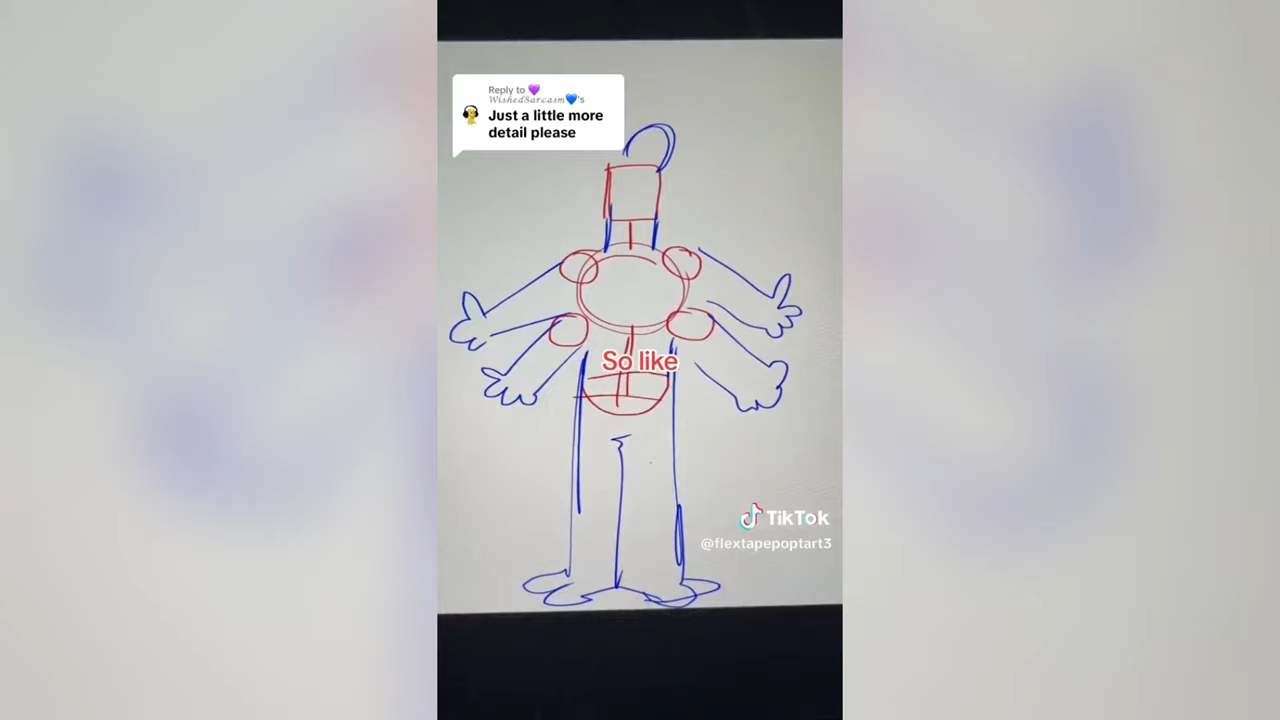 Reply to 💜
𝓦𝓲𝓼𝓱𝓮𝓭𝓢𝓪𝓻𝓬𝓪𝓼𝓶💙's
Just a little more
detail please
So like
TikTok
@flextapepoptart3